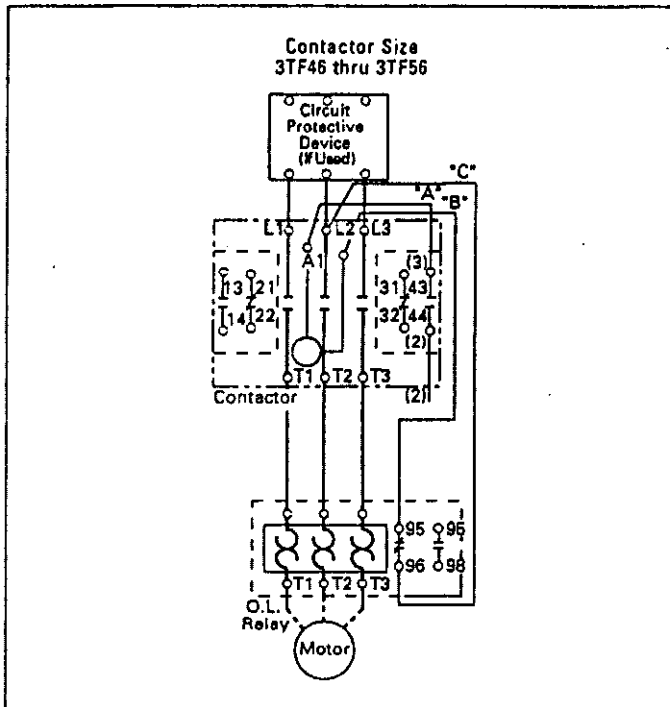 Contactor Size
3TF46 thru 3TF56
Circuit
Protective
Device
(If Used)
"C"
"A"
"B"
L1
L2
L3
A1
(3)
13
21
31
43
14
22
32
44
(2)
T1
T2
T3
Contactor
(2)
95
95
96
98
T1
T2
T3
O.L.
Relay
Motor